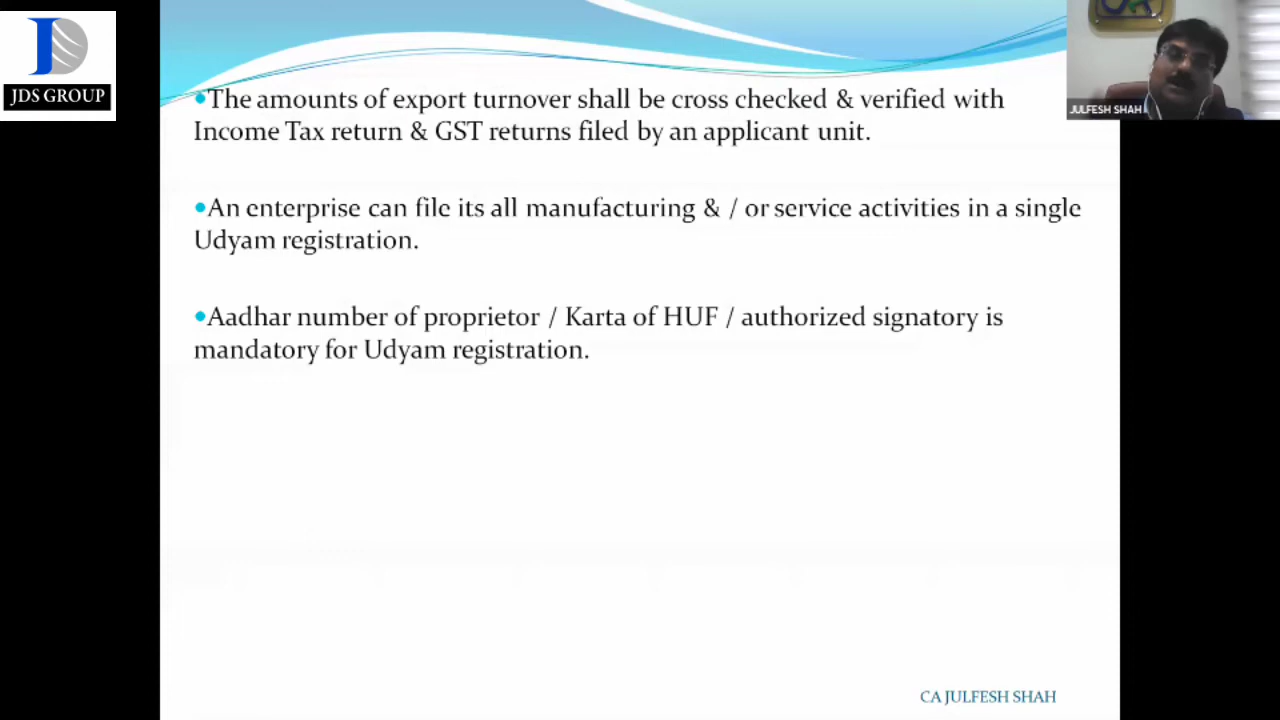 JDS GROUP
JULFESH SHAH
•The amounts of export turnover shall be cross checked & verified with
Income Tax return & GST returns filed by an applicant unit.
•An enterprise can file its all manufacturing & / or service activities in a single
Udyam registration.
•Aadhar number of proprietor / Karta of HUF / authorized signatory is
mandatory for Udyam registration.
CA JULFESH SHAH